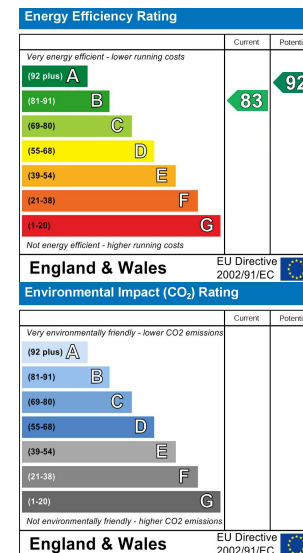 Energy Efficiency Rating
Current Potenti
Very energy efficient - lower running costs
(92 plus) A
92
(81-91) B
83
(69-80) C
(55-68) D
(39-54) E
(21-38) F
(1-20) G
Not energy efficient - higher running costs
England & Wales
EU Directive
2002/91/EC
Environmental Impact (CO₂) Rating
Current Potenti
Very environmentally friendly - lower CO2 emissions
(92 plus) A
(81-91) B
(69-80) C
(55-68) D
(39-54) E
(21-38) F
(1-20) G
Not environmentally friendly - higher CO2 emissions
England & Wales
EU Directive
2002/91/EC